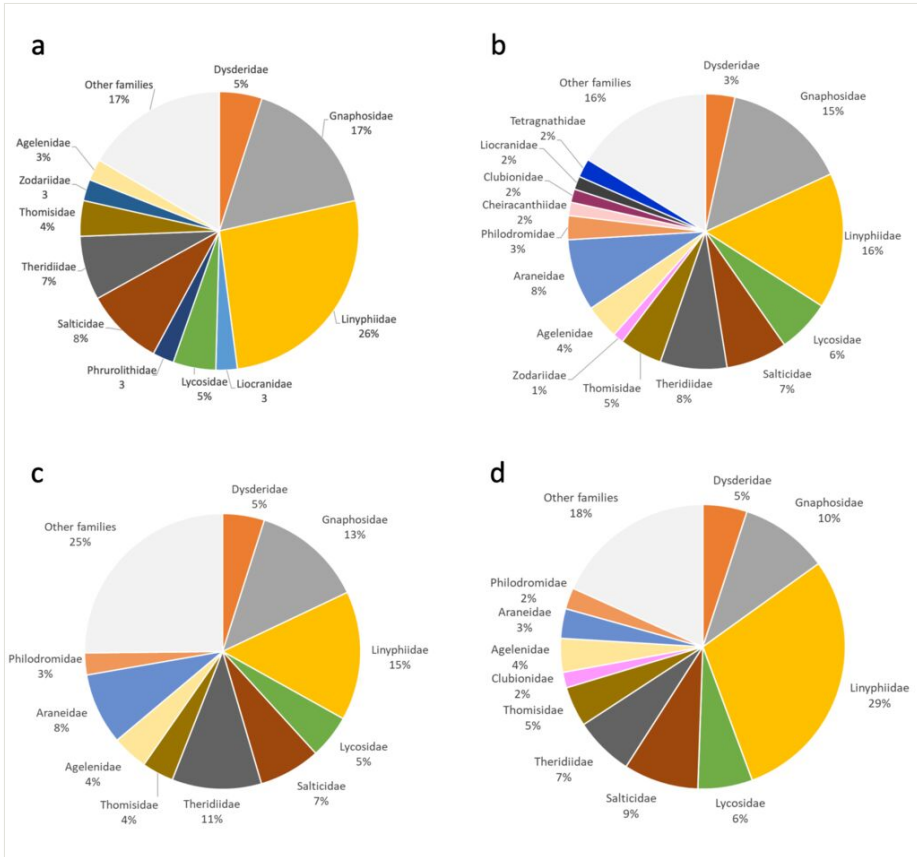 a
Dysderidae
5%
Gnaphosidae
17%
Linyphiidae
26%
Liocranidae
3
Lycosidae
5%
Phrurolithidae
3
Salticidae
8%
Theridiidae
7%
Thomisidae
4%
Zodariidae
3
Agelenidae
3%
Other families
17%
b
Dysderidae
3%
Gnaphosidae
15%
Linyphiidae
16%
Lycosidae
6%
Salticidae
7%
Theridiidae
8%
Thomisidae
5%
Zodariidae
1%
Agelenidae
4%
Araneidae
8%
Philodromidae
3%
Cheiracanthiidae
2%
Clubionidae
2%
Liocranidae
2%
Tetragnathidae
2%
Other families
16%
c
Dysderidae
5%
Gnaphosidae
13%
Linyphiidae
15%
Lycosidae
5%
Salticidae
7%
Theridiidae
11%
Thomisidae
4%
Agelenidae
4%
Araneidae
8%
Philodromidae
3%
Other families
25%
d
Dysderidae
5%
Gnaphosidae
10%
Linyphiidae
29%
Lycosidae
6%
Salticidae
9%
Theridiidae
7%
Thomisidae
5%
Clubionidae
2%
Agelenidae
4%
Araneidae
3%
Philodromidae
2%
Other families
18%